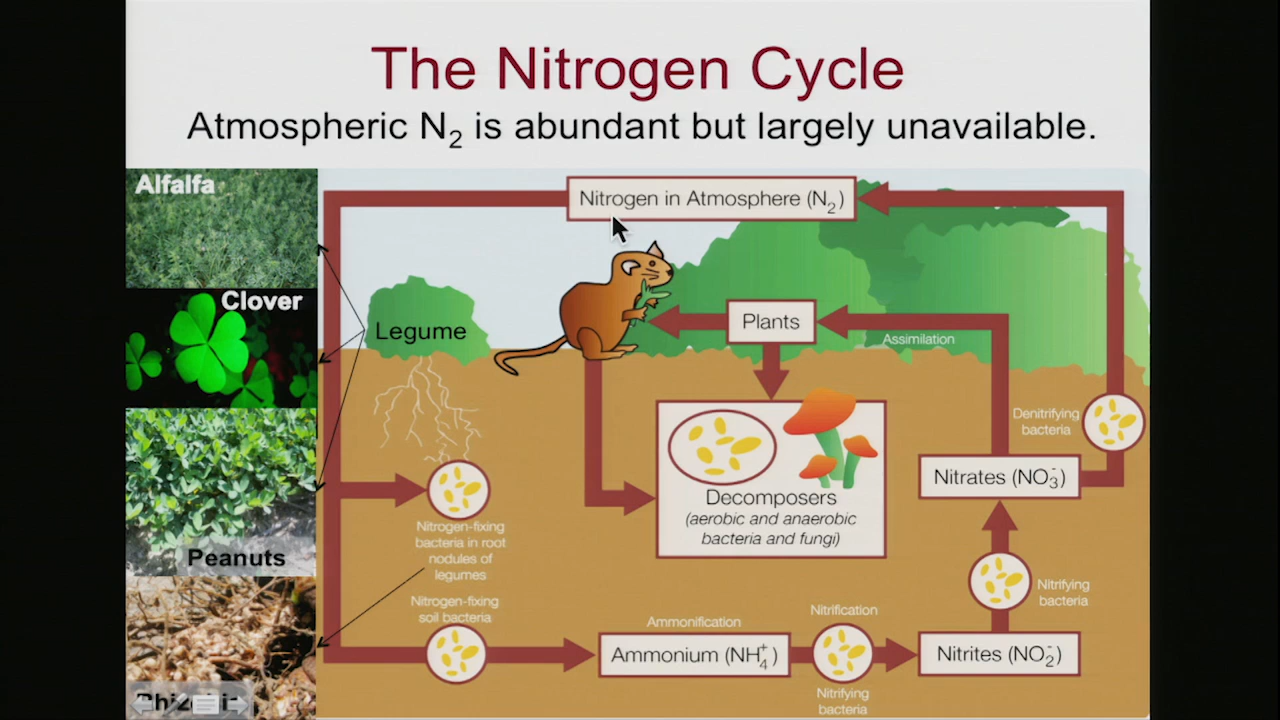 The Nitrogen Cycle
Atmospheric N₂ is abundant but largely unavailable.
Alfalfa
Nitrogen in Atmosphere (N₂)
Clover
Legume
Plants
Assimilation
Denitrifying
bacteria
Nitrates (NO₃⁻)
Decomposers
(aerobic and anaerobic
bacteria and fungi)
Peanuts
Nitrogen-fixing
bacteria in root
nodules of
legumes
Nitrogen-fixing
soil bacteria
Ammonification
Ammonium (NH₄⁺)
Nitrification
Nitrifying
bacteria
Nitrites (NO₂⁻)
Nitrifying
bacteria